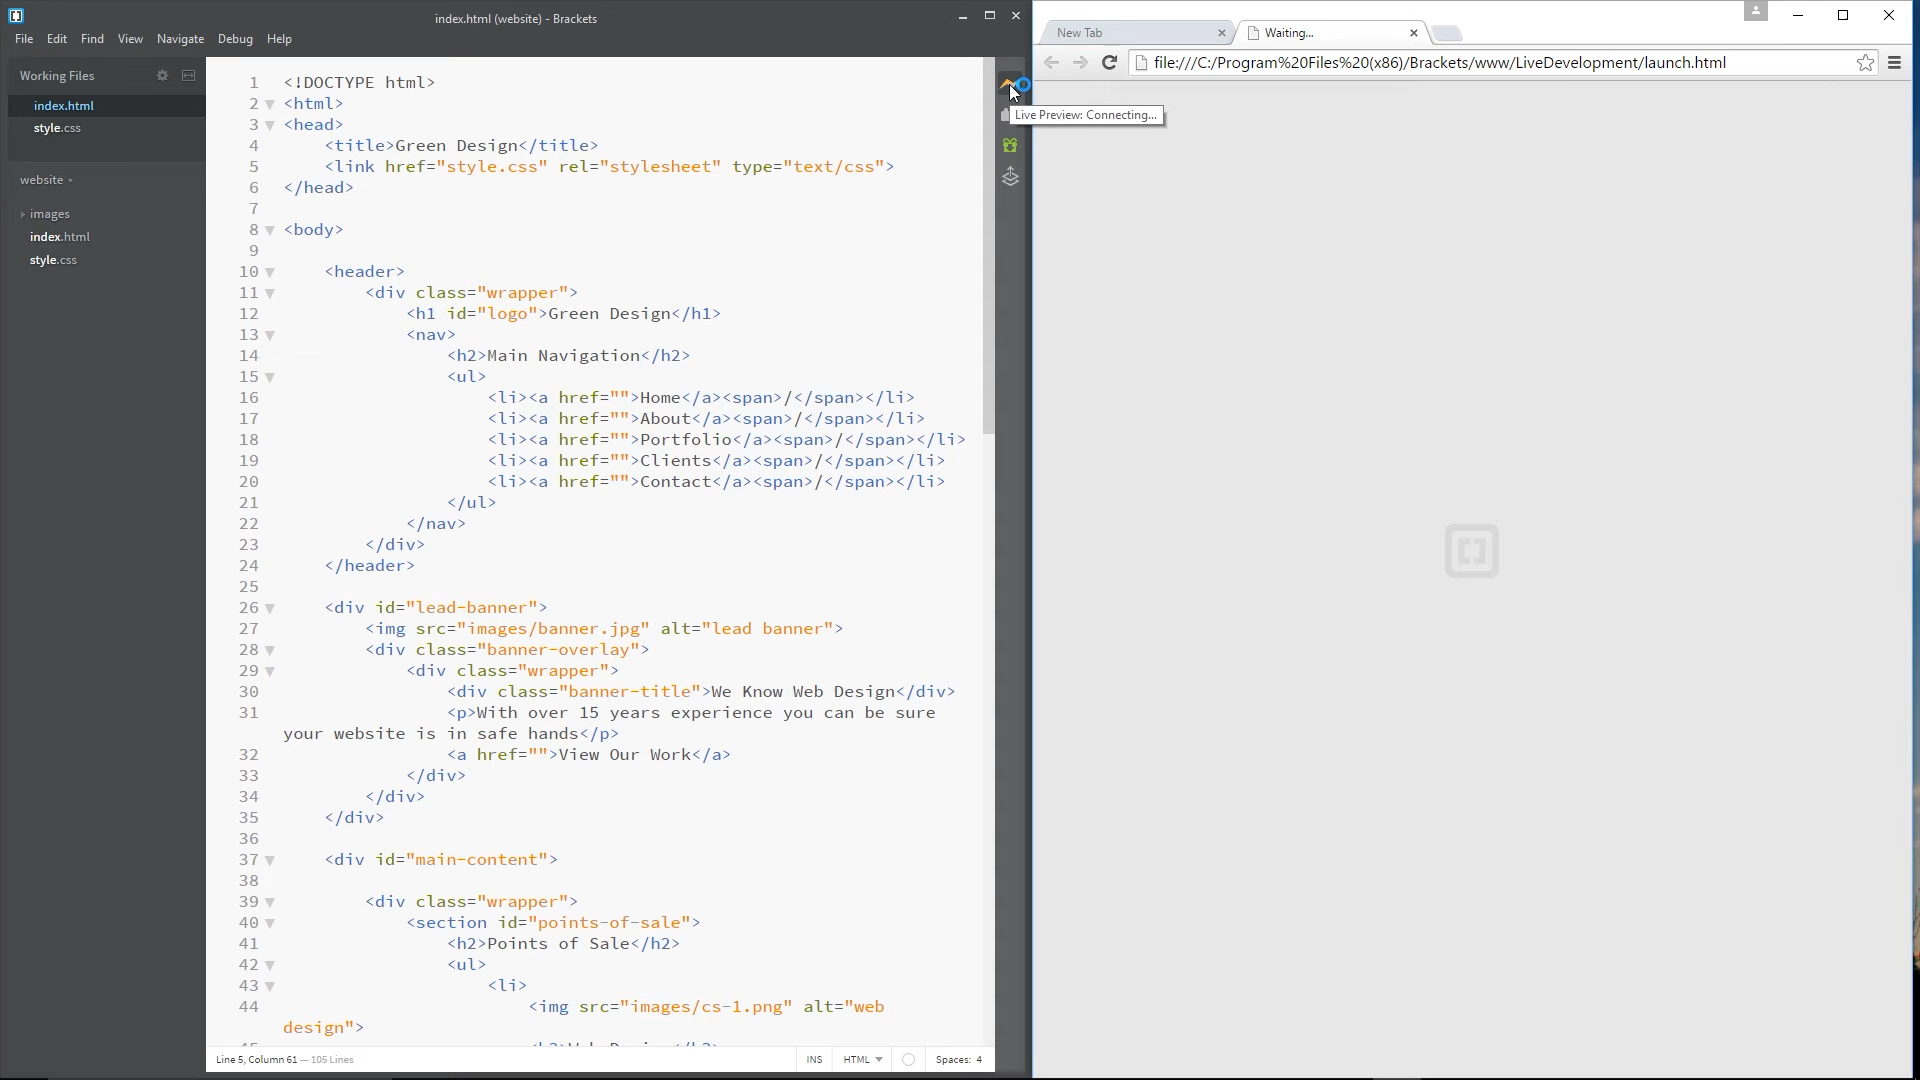 index.html (website) - Brackets
File Edit Find View Navigate Debug Help
Working Files
index.html
style.css
website
images
index.html
style.css
1 <!DOCTYPE html>
2 <html>
3 <head>
4 <title>Green Design</title>
5 <link href="style.css" rel="stylesheet" type="text/css">
6 </head>
7
8 <body>
9
10 <header>
11 <div class="wrapper">
12 <h1 id="logo">Green Design</h1>
13 <nav>
14 <h2>Main Navigation</h2>
15 <ul>
16 <li><a href="">Home</a><span>/</span></li>
17 <li><a href="">About</a><span>/</span></li>
18 <li><a href="">Portfolio</a><span>/</span></li>
19 <li><a href="">Clients</a><span>/</span></li>
20 <li><a href="">Contact</a><span>/</span></li>
21 </ul>
22 </nav>
23 </div>
24 </header>
25
26 <div id="lead-banner">
27 <img src="images/banner.jpg" alt="lead banner">
28 <div class="banner-overlay">
29 <div class="wrapper">
30 <div class="banner-title">We Know Web Design</div>
31 <p>With over 15 years experience you can be sure
your website is in safe hands</p>
32 <a href="">View Our Work</a>
33 </div>
34 </div>
35 </div>
36
37 <div id="main-content">
38
39 <div class="wrapper">
40 <section id="points-of-sale">
41 <h2>Points of Sale</h2>
42 <ul>
43 <li>
44 <img src="images/cs-1.png" alt="web
design">
Line 5, Column 61 — 105 Lines
INS HTML Spaces: 4
Live Preview: Connecting...
New Tab
Waiting...
file:///C:/Program%20Files%20(x86)/Brackets/www/LiveDevelopment/launch.html